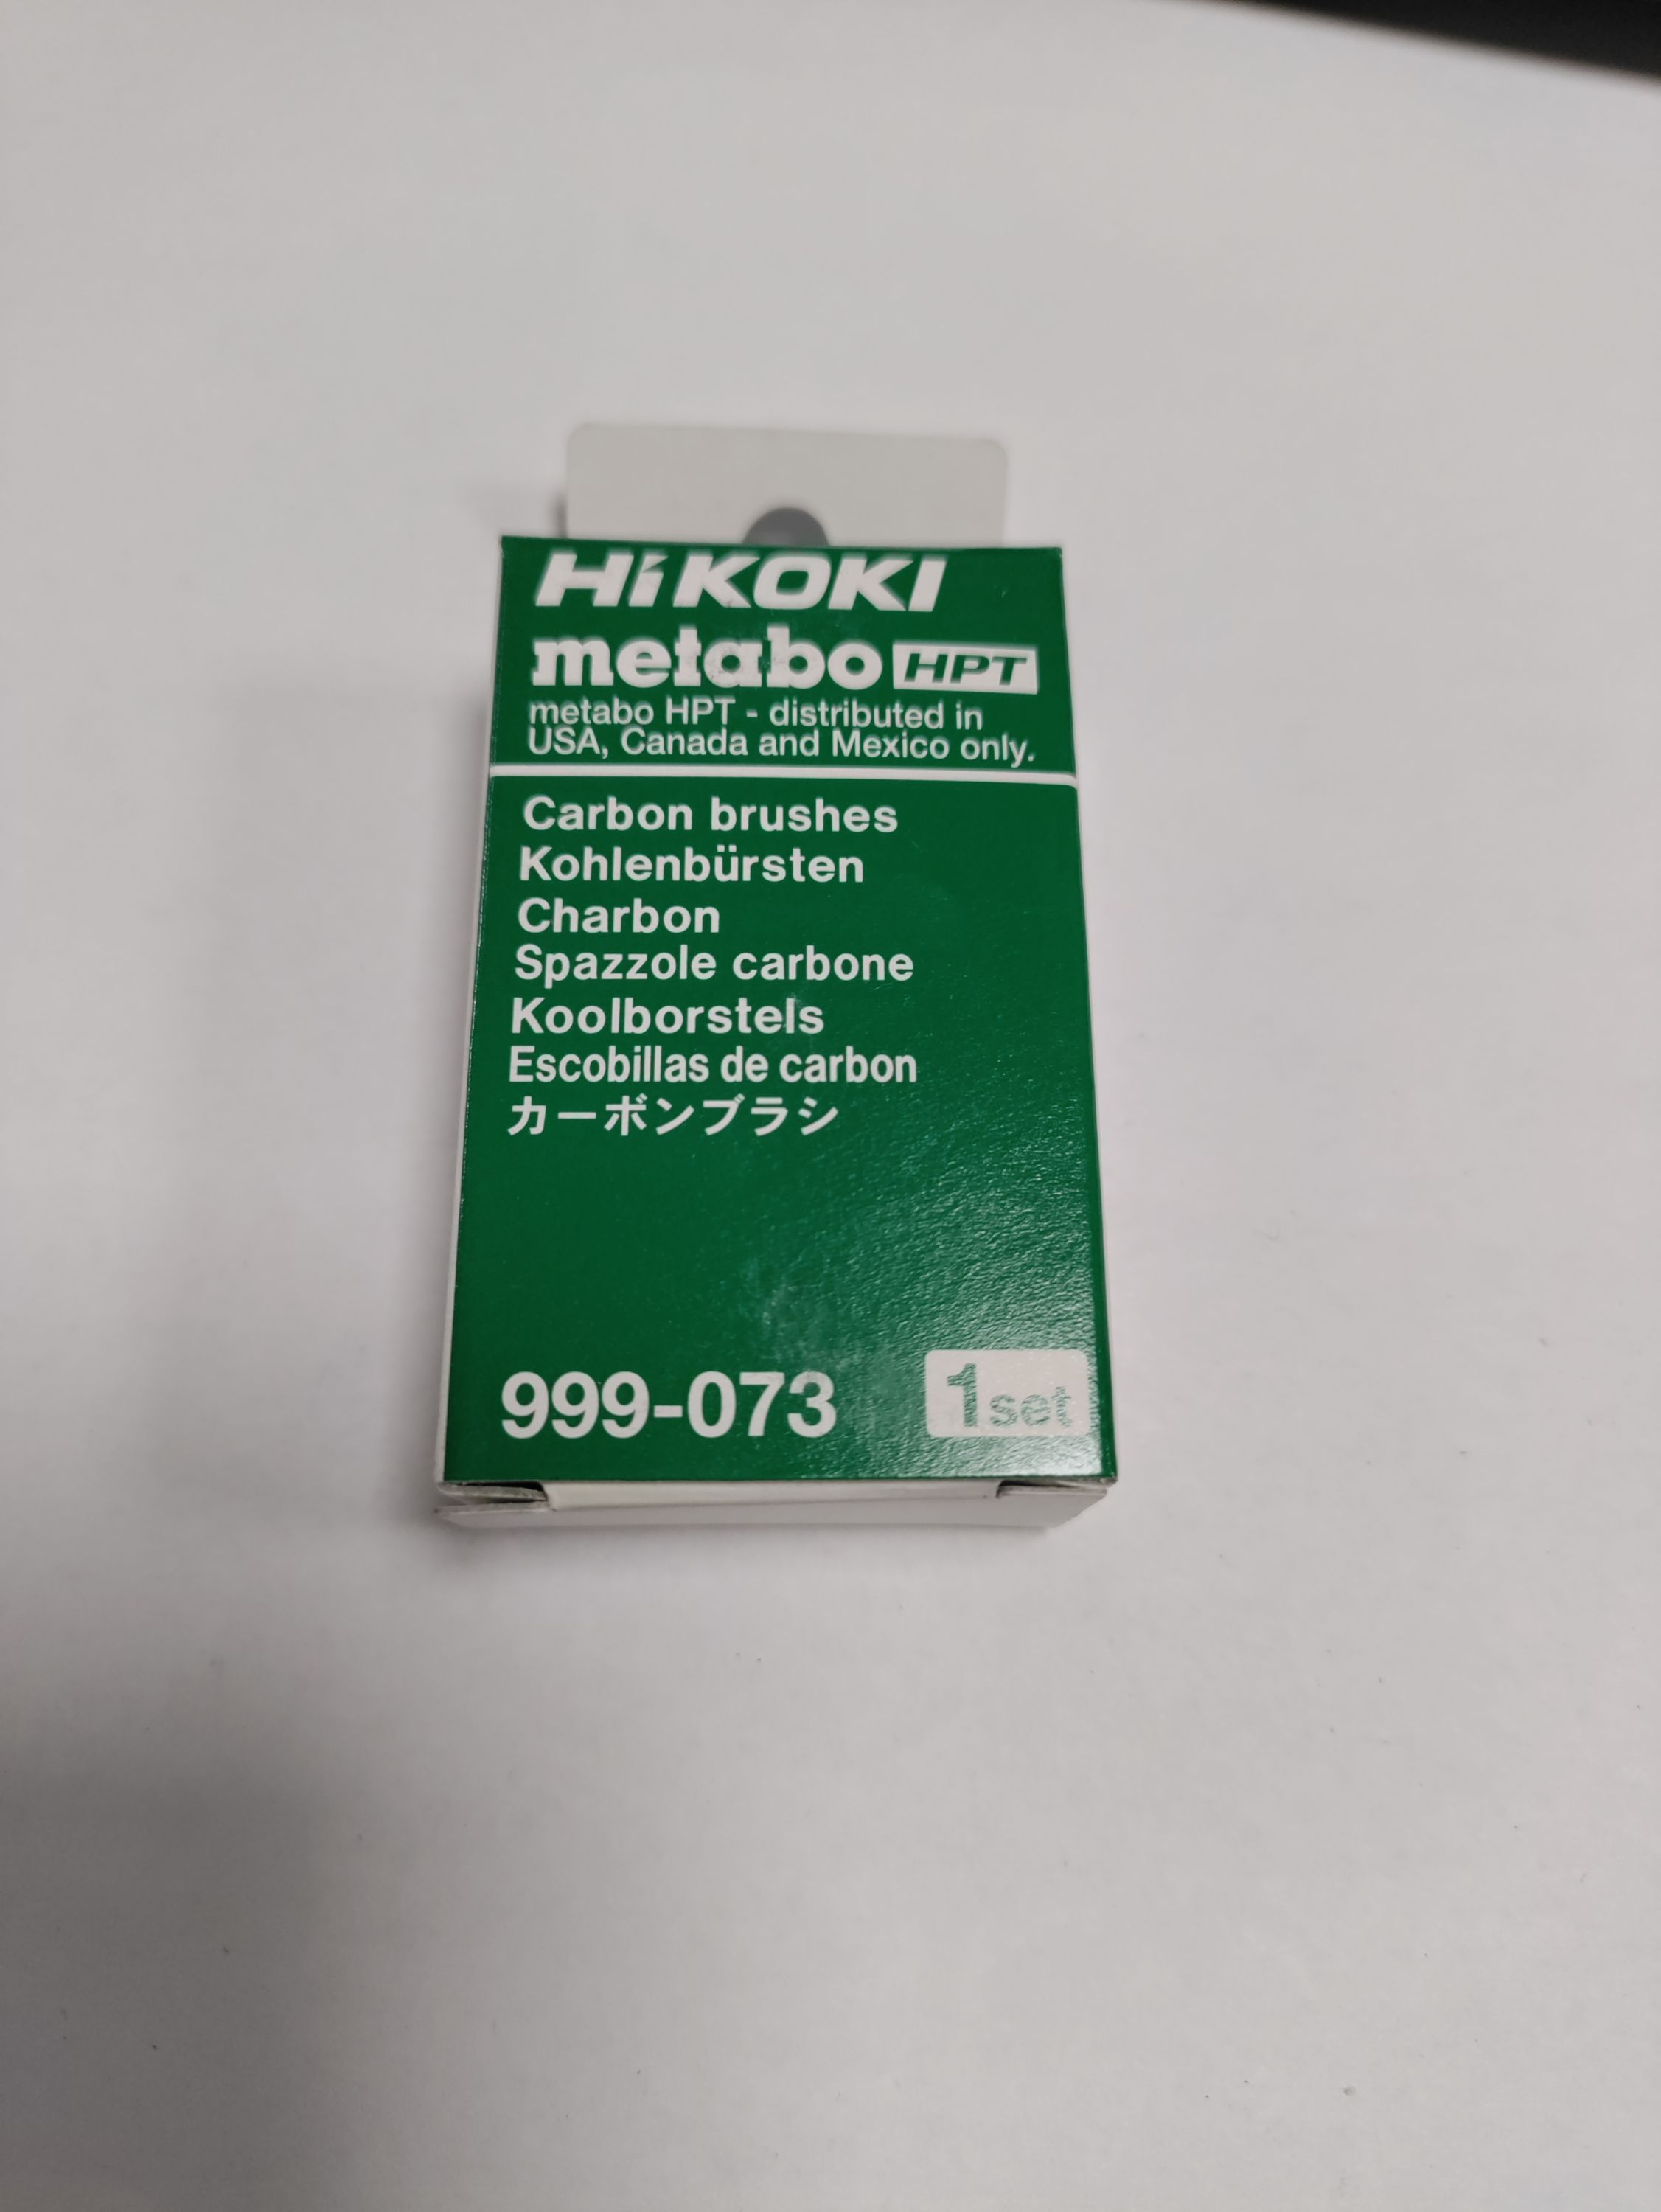 HiKOKI
metabo HPT
metabo HPT - distributed in
USA, Canada and Mexico only.
Carbon brushes
Kohlenbürsten
Charbon
Spazzole carbone
Koolborstels
Escobillas de carbon
カーボンブラシ
999-073 1set